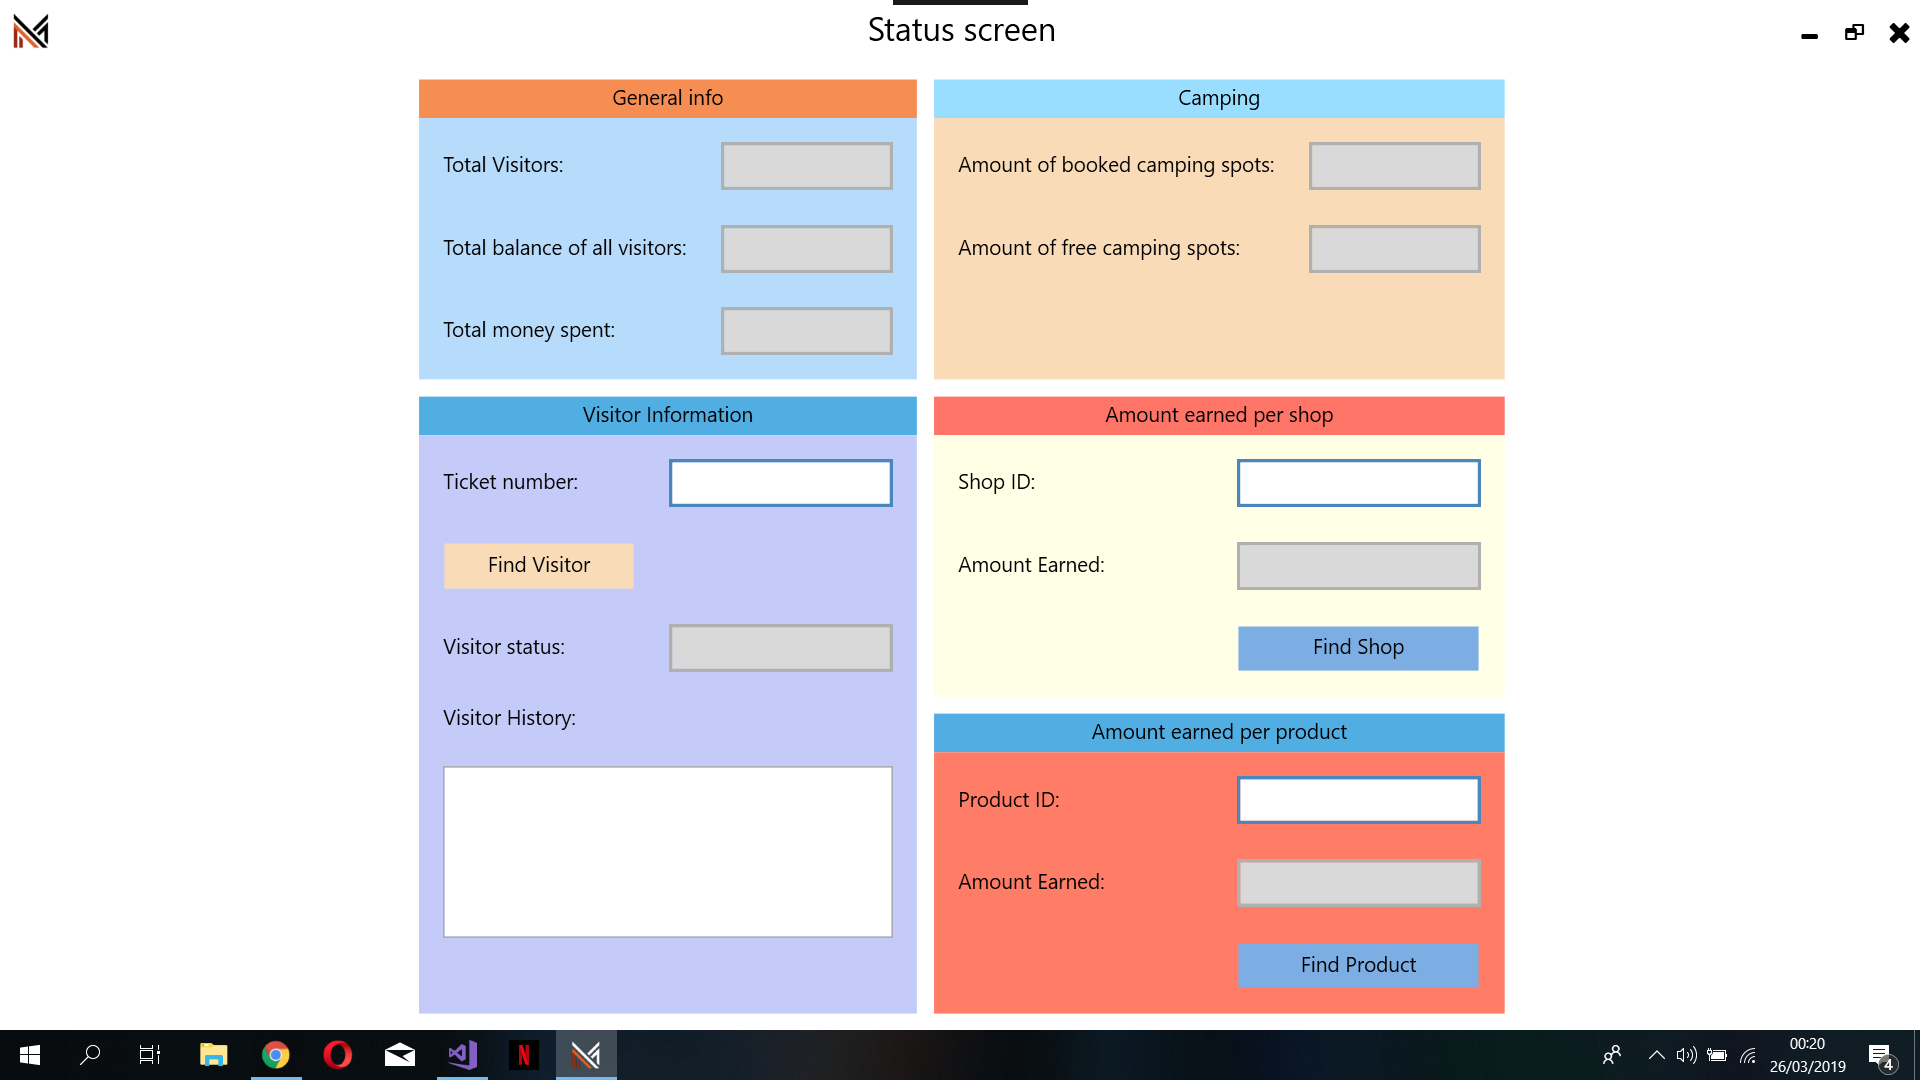 Status screen
General info
Total Visitors:
Total balance of all visitors:
Total money spent:
Camping
Amount of booked camping spots:
Amount of free camping spots:
Visitor Information
Ticket number:
Find Visitor
Visitor status:
Visitor History:
Amount earned per shop
Shop ID:
Amount Earned:
Find Shop
Amount earned per product
Product ID:
Amount Earned:
Find Product
N
00:20
26/03/2019
4